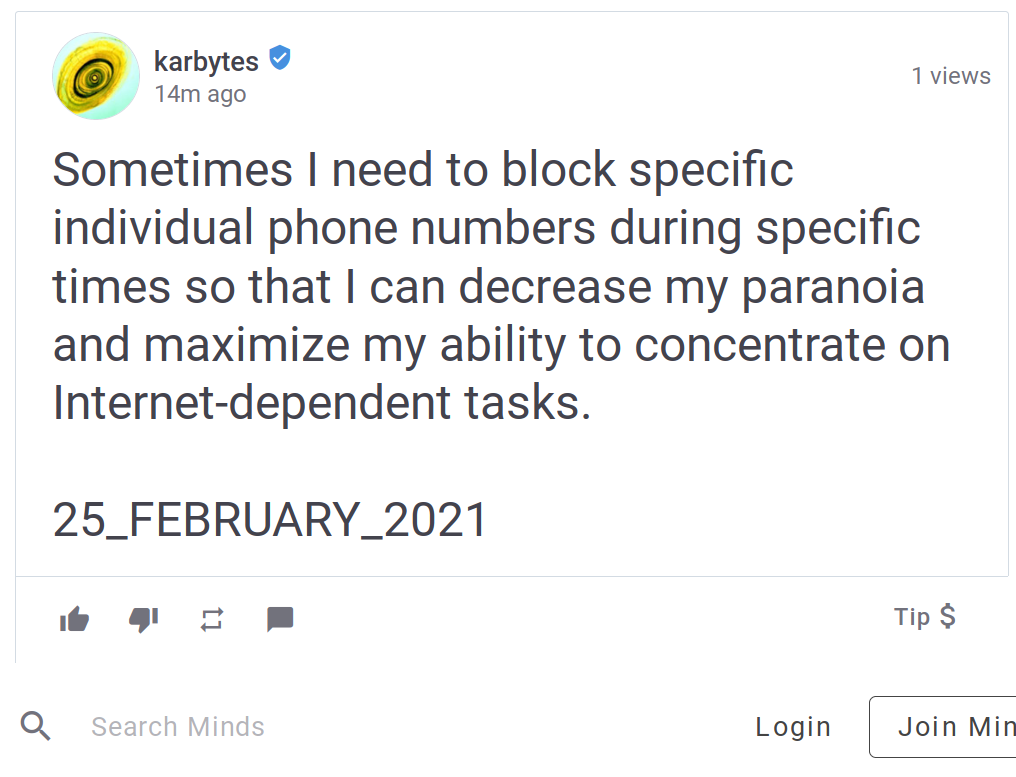 karbytes
14m ago
1 views
Sometimes I need to block specific
individual phone numbers during specific
times so that I can decrease my paranoia
and maximize my ability to concentrate on
Internet-dependent tasks.
25_FEBRUARY_2021
Tip $
Search Minds
Login
Join Min